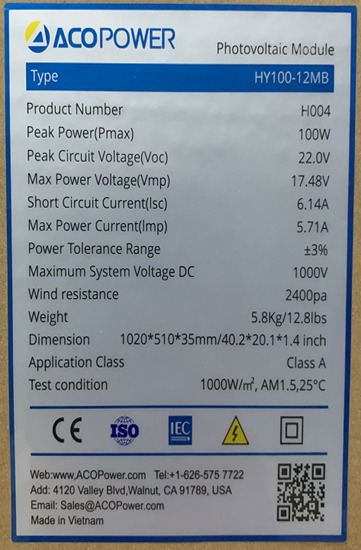 ACOPOWER
Photovoltaic Module
Type HY100-12MB
Product Number H004
Peak Power(Pmax) 100W
Peak Circuit Voltage(Voc) 22.0V
Max Power Voltage(Vmp) 17.48V
Short Circuit Current(Isc) 6.14A
Max Power Current(Imp) 5.71A
Power Tolerance Range ±3%
Maximum System Voltage DC 1000V
Wind resistance 2400pa
Weight 5.8Kg/12.8lbs
Dimension 1020*510*35mm/40.2*20.1*1.4 inch
Application Class Class A
Test condition 1000W/㎡, AM1.5,25°C
CE ISO IEC
Web:www,ACOPower.com Tel:+1-626-575 7722
Add: 4120 Valley Blvd,Walnut, CA 91789, USA
Email: Sales@ACOPower.com
Made in Vietnam